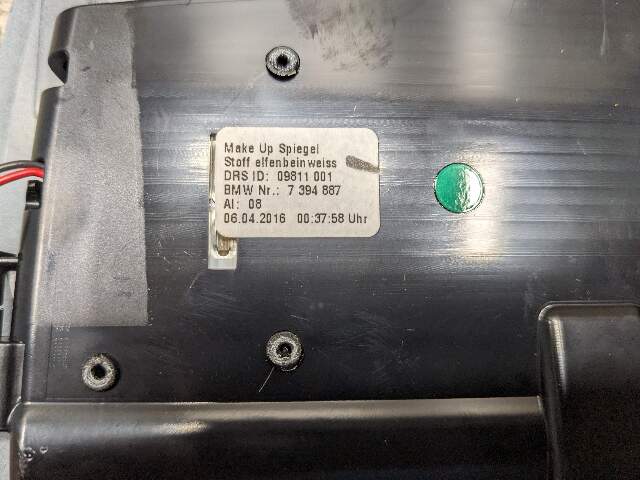 Make Up Spiegel
Stoff elfenbeinweiss
DRS ID: 09811 001
BMW Nr.: 7 394 887
AI: 08
06.04.2016 00:37:58 Uhr